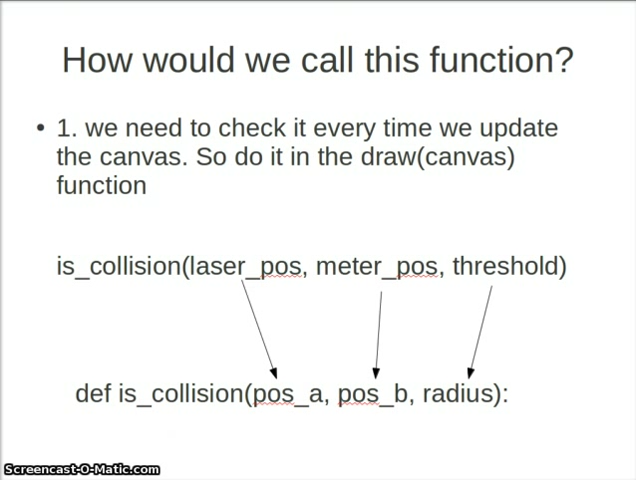 How would we call this function?
• 1. we need to check it every time we update
the canvas. So do it in the draw(canvas)
function
is_collision(laser_pos, meter_pos, threshold)
def is_collision(pos_a, pos_b, radius):
Screencast-O-Matic.com